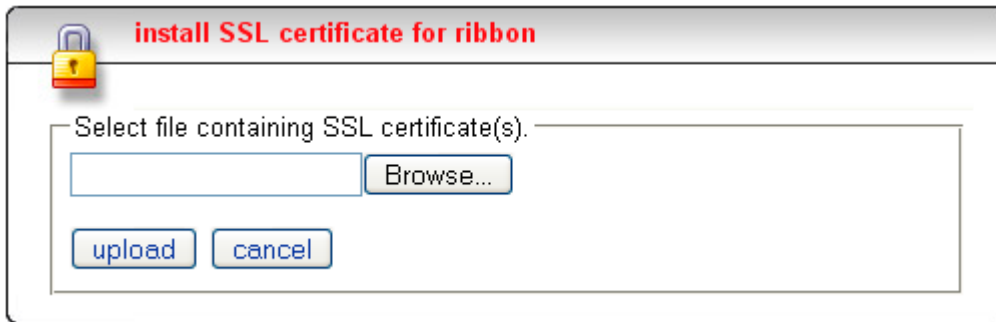 install SSL certificate for ribbon
Select file containing SSL certificate(s).
Browse...
upload cancel